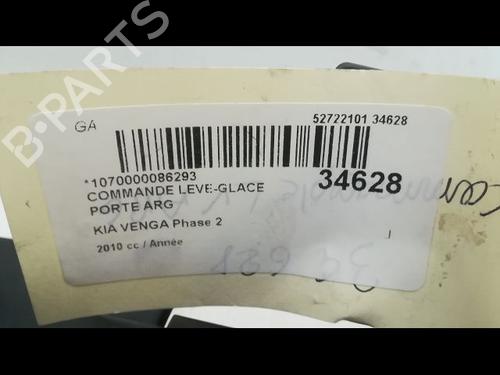 B-PARTS
GA
52722101 34628
*1070000086293
34628
COMMANDE LEVE-GLACE
PORTE ARG
KIA VENGA Phase 2
2010 cc / Année